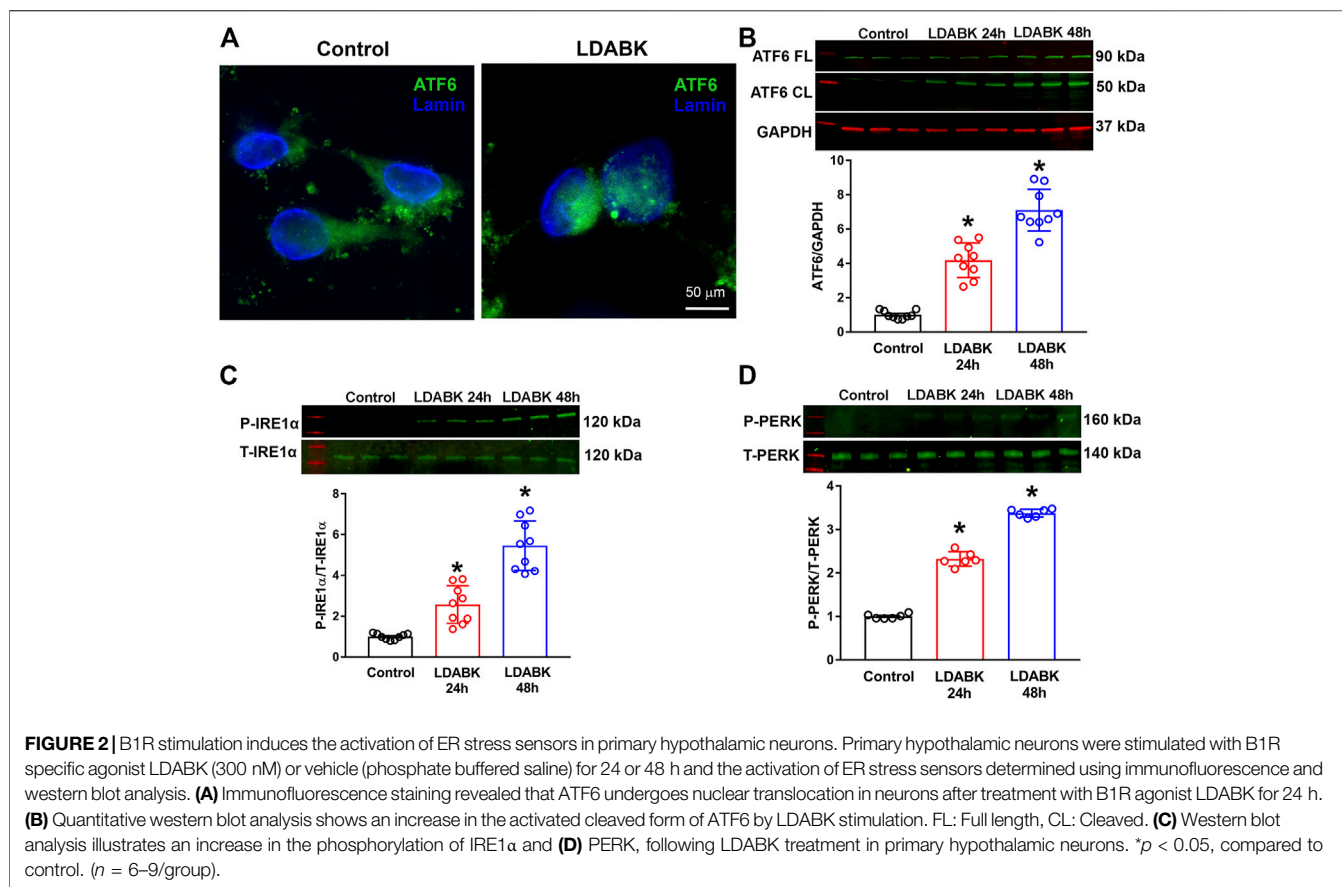 A
Control
LDABK
ATF6
Lamin
ATF6
Lamin
50 μm
B
Control LDABK 24h LDABK 48h
ATF6 FL 90 kDa
ATF6 CL 50 kDa
GAPDH 37 kDa
ATF6/GAPDH
10
8
6
4
2
0
*
*
Control
LDABK
24h
LDABK
48h
C
Control LDABK 24h LDABK 48h
P-IRE1α 120 kDa
T-IRE1α 120 kDa
P-IRE1α/T-IRE1α
8
6
4
2
0
*
*
Control
LDABK
24h
LDABK
48h
D
Control LDABK 24h LDABK 48h
P-PERK 160 kDa
T-PERK 140 kDa
P-PERK/T-PERK
4
3
2
1
0
*
*
Control
LDABK
24h
LDABK
48h
FIGURE 2 | B1R stimulation induces the activation of ER stress sensors in primary hypothalamic neurons. Primary hypothalamic neurons were stimulated with B1R
specific agonist LDABK (300 nM) or vehicle (phosphate buffered saline) for 24 or 48 h and the activation of ER stress sensors determined using immunofluorescence and
western blot analysis. (A) Immunofluorescence staining revealed that ATF6 undergoes nuclear translocation in neurons after treatment with B1R agonist LDABK for 24 h.
(B) Quantitative western blot analysis shows an increase in the activated cleaved form of ATF6 by LDABK stimulation. FL: Full length, CL: Cleaved. (C) Western blot
analysis illustrates an increase in the phosphorylation of IRE1α and (D) PERK, following LDABK treatment in primary hypothalamic neurons. *p < 0.05, compared to
control. (n = 6–9/group).